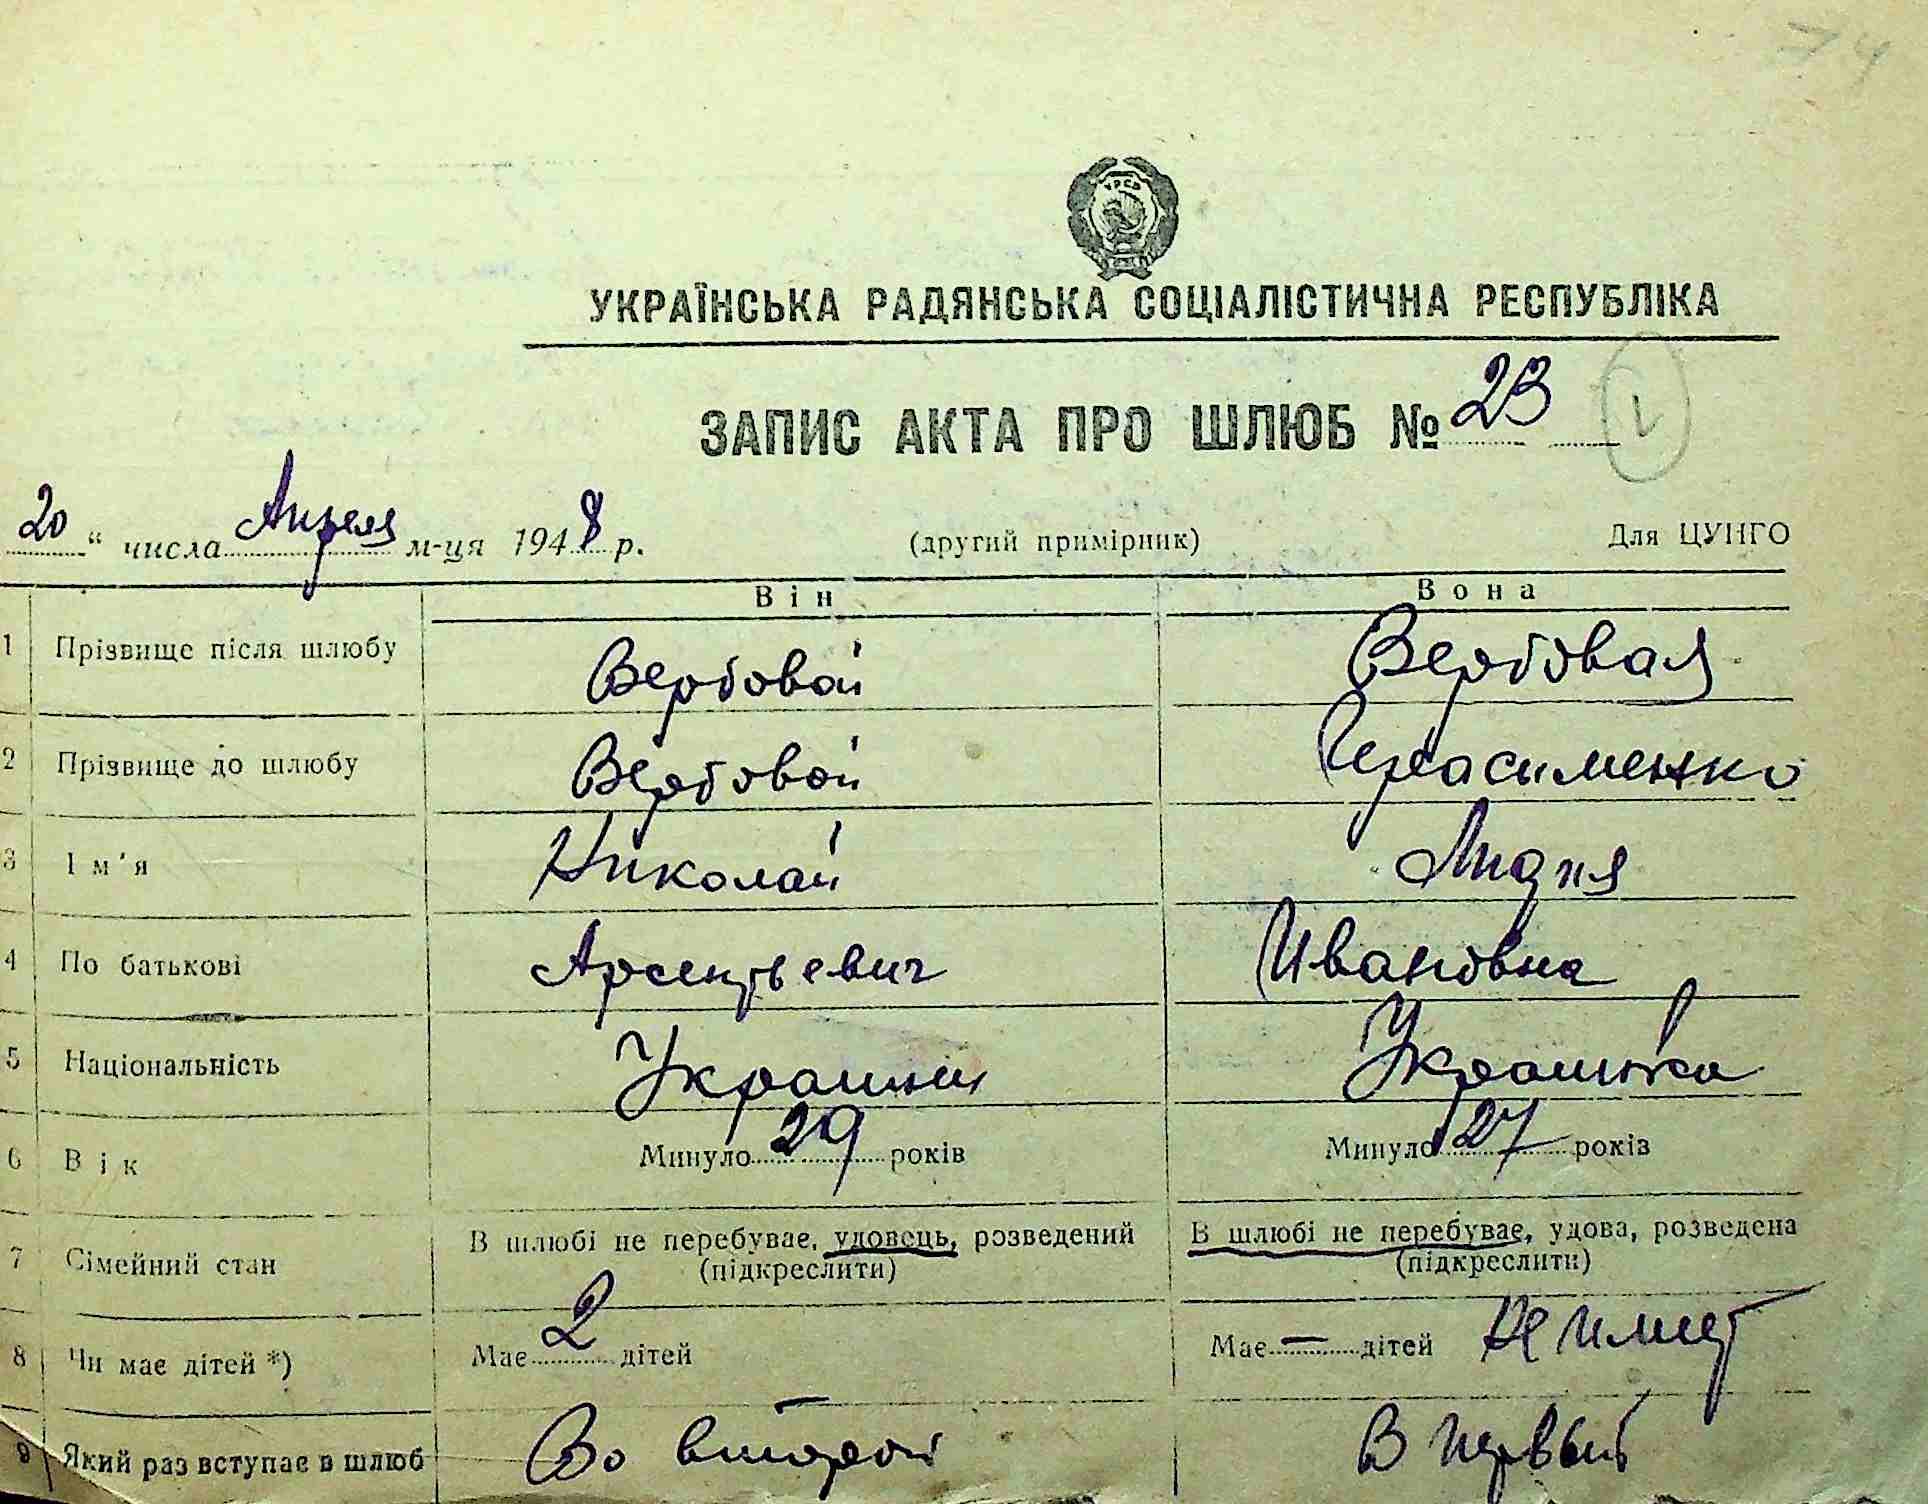 74
УРСР
УКРАЇНСЬКА РАДЯНСЬКА СОЦІАЛІСТИЧНА РЕСПУБЛІКА
ЗАПИС АКТА ПРО ШЛЮБ № 23
20 " числа Апреля м-ця 1948 р. (другий примірник) Для ЦУНГО
Він Вона
1 Прізвище після шлюбу Вербовой Вербовая
2 Прізвище до шлюбу Вербовой Герасименко
3 Ім'я Николай Лидия
4 По батькові Арсентьевич Ивановна
5 Національність Украинец Украинка
6 Вік Минуло 29 років Минуло 27 років
7 Сімейний стан В шлюбі не перебуває, удовець, розведений В шлюбі не перебуває, удова, розведена
(підкреслити) (підкреслити)
8 Чи має дітей *) Має 2 дітей Має — дітей не имеет
9 Який раз вступає в шлюб Во второй В первый